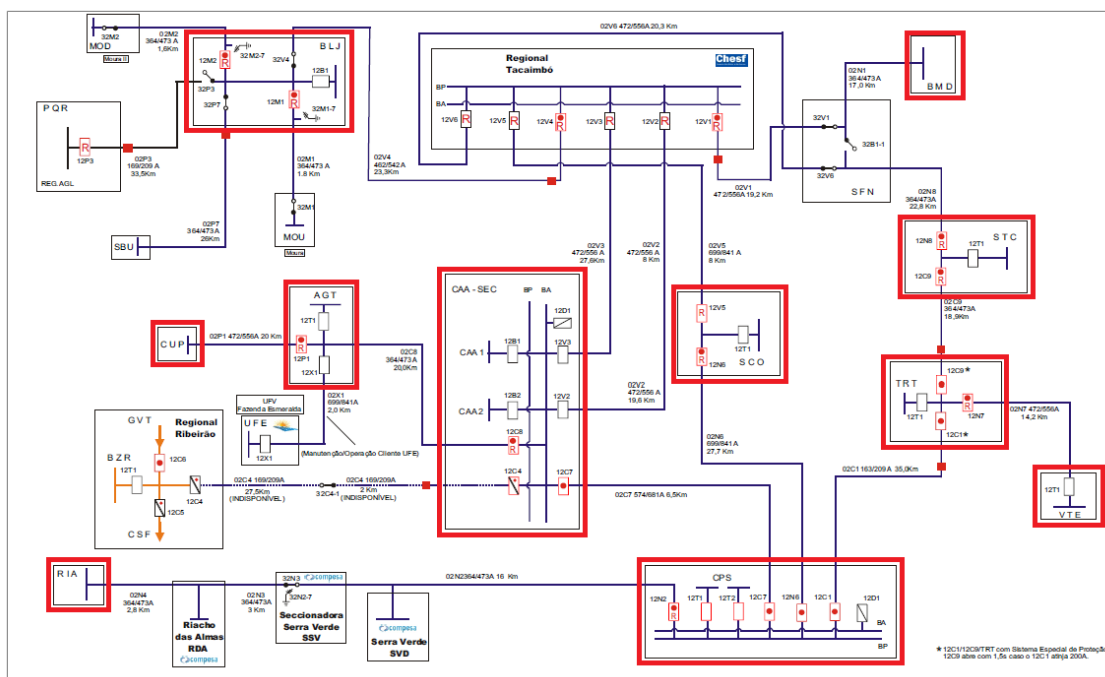 02M2
364/473 A
1,6Km
32M2
MOD
Moura II
12M2
32M2-7
BLJ
32V4
32P3
12B1
32P7
12M1
32M1-7
PQR
12P3
REG.AGL
02P3
169/209 A
33,5Km
02M1
364/473 A
1.8 Km
02V4
462/542 A
23,3Km
02P7
364/473A
26Km
SBU
32M1
MOU
Moura
02V6 472/556A 20,3 Km
Regional
Tacaimbó
Chesf
BP
BA
12V6
12V5
12V4
12V3
12V2
12V1
02N1
364/473 A
17,0 Km
BMD
32V1
32B1-1
32V6
SFN
02V1
472/556A 19,2 Km
02N8
364/473A
22,8 Km
12N8
12T1
STC
12C9
02C9
364/473A
18,9Km
02V3
472/556 A
27,6Km
02V2
472/556 A
8 Km
02V5
699/841 A
8 Km
CAA - SEC
BP
BA
12D1
CAA 1
12B1
12V3
CAA2
12B2
12V2
12C8
12C4
12C7
02V2
472/556 A
19,6 Km
12V5
12T1
12N6
SCO
02N6
699/841 A
27,7 Km
AGT
12T1
12P1
12X1
CUP
02P1 472/556A 20 Km
02C8
364/473 A
20,0Km
02X1
699/841A
2,0 Km
UFV
Fazenda Esmeralda
UFE
12X1
(Manutenção/Operação Cliente UFE)
GVT
Regional
Ribeirão
BZR
12T1
12C6
12C4
12C5
CSF
02C4 169/209A
27,5Km
(INDISPONÍVEL)
32C4-1
02C4 169/209A
2 Km
(INDISPONÍVEL)
02C7 574/681A 6,5Km
TRT
12C9*
12T1
12N7
12C1*
02N7 472/556A
14,2 Km
02C1 163/209 A 35,0Km
12T1
VTE
RIA
02N4
364/473A
2,8 Km
Riacho
das Almas
RDA
compesa
02N3
364/473A
3 Km
32N3
compesa
32N2-7
Seccionadora
Serra Verde
SSV
02N2364/473A 16 Km
compesa
Serra Verde
SVD
CPS
12N2
12T1
12T2
12C7
12N6
12C1
12D1
BA
BP
* 12C1/12C9/TRT com Sistema Especial de Proteção
12C9 abre com 1,5s caso o 12C1 atinja 200A.